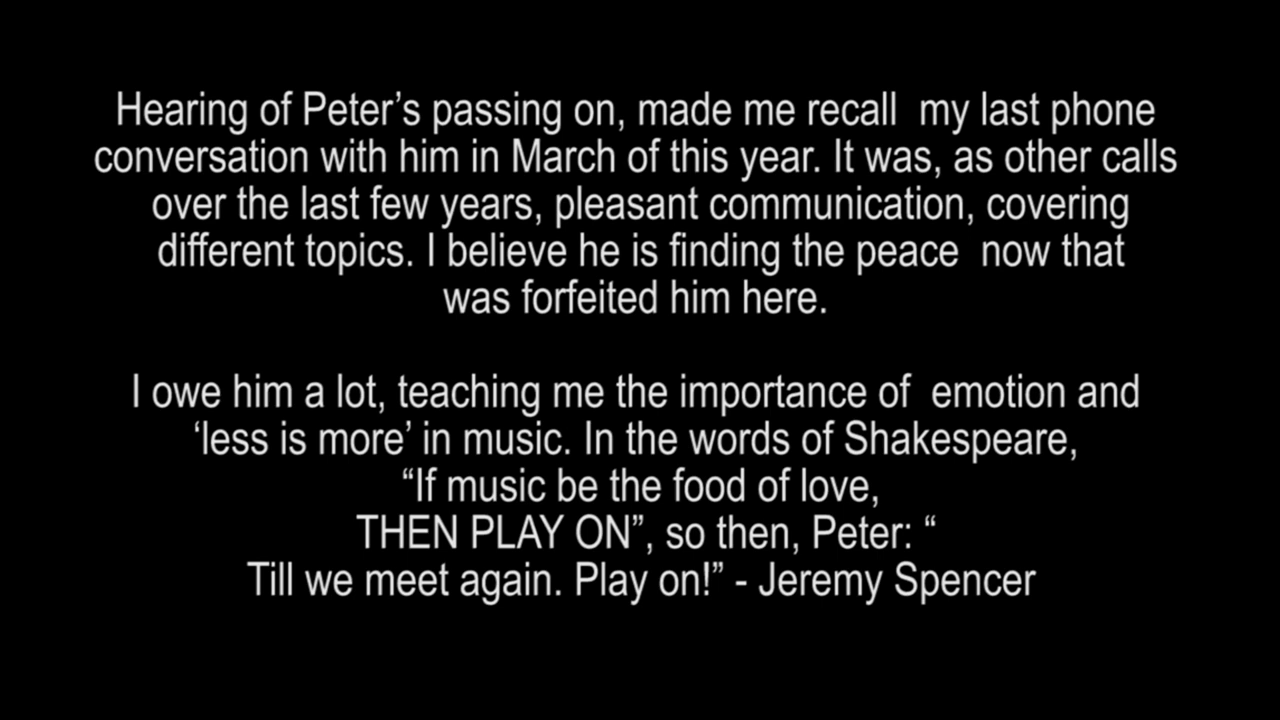 Hearing of Peter’s passing on, made me recall  my last phone
conversation with him in March of this year. It was, as other calls
over the last few years, pleasant communication, covering
different topics. I believe he is finding the peace  now that
was forfeited him here.
I owe him a lot, teaching me the importance of  emotion and
‘less is more’ in music. In the words of Shakespeare,
“If music be the food of love,
THEN PLAY ON”, so then, Peter: “
Till we meet again. Play on!” - Jeremy Spencer